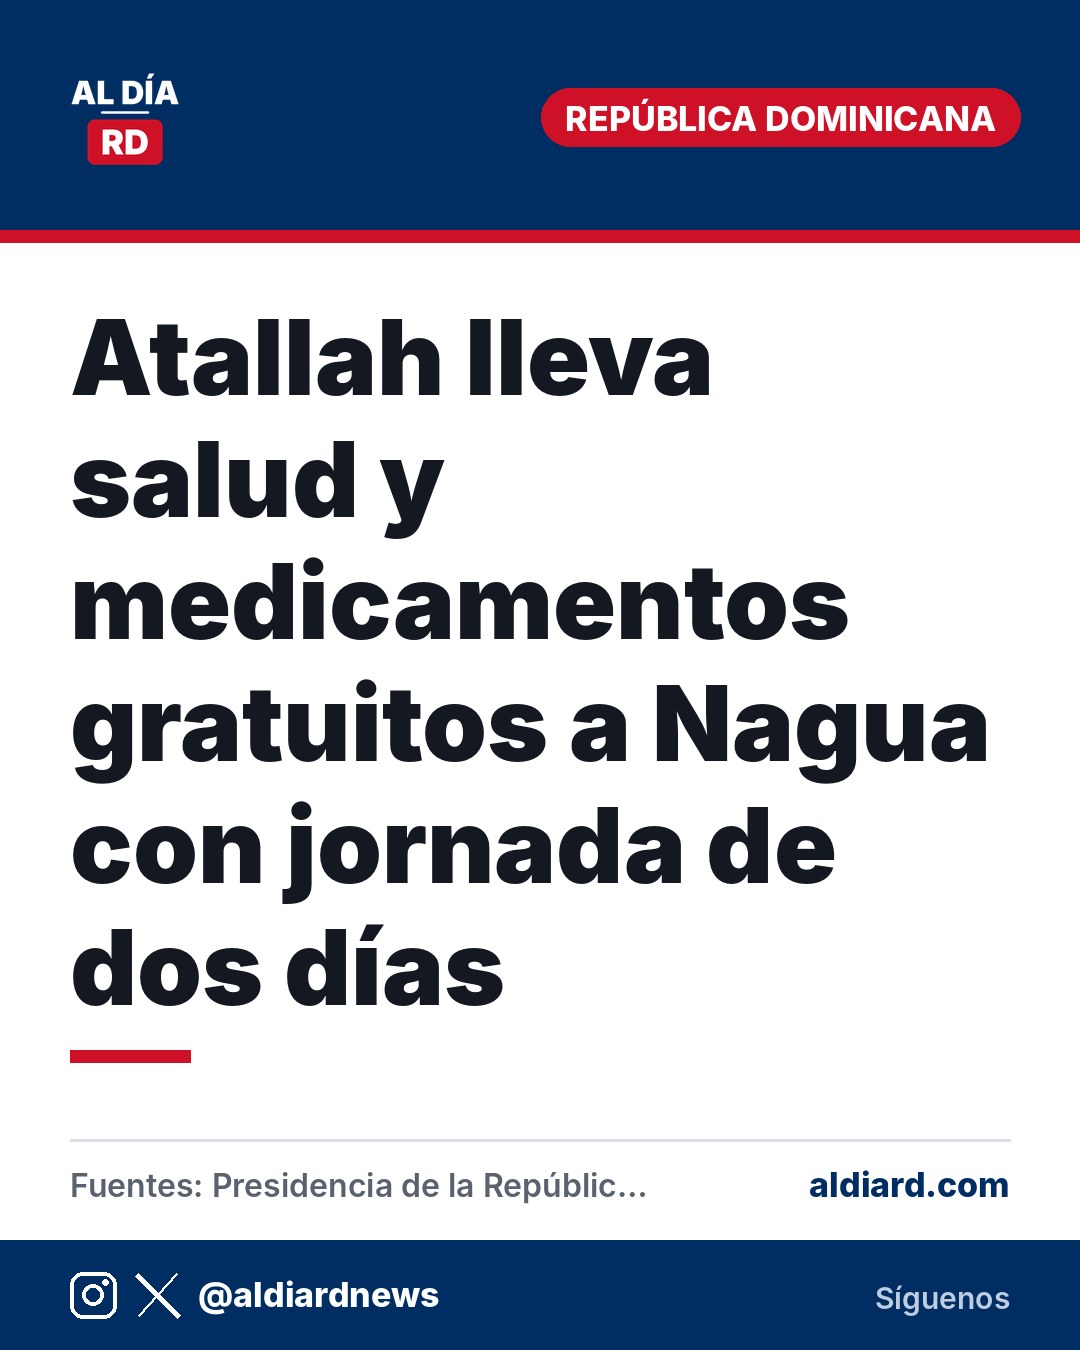 AL DÍA
RD
REPÚBLICA DOMINICANA
Atallah lleva
salud y
medicamentos
gratuitos a Nagua
con jornada de
dos días
Fuentes: Presidencia de la Repúblic...
aldiard.com
@aldiardnews
Síguenos